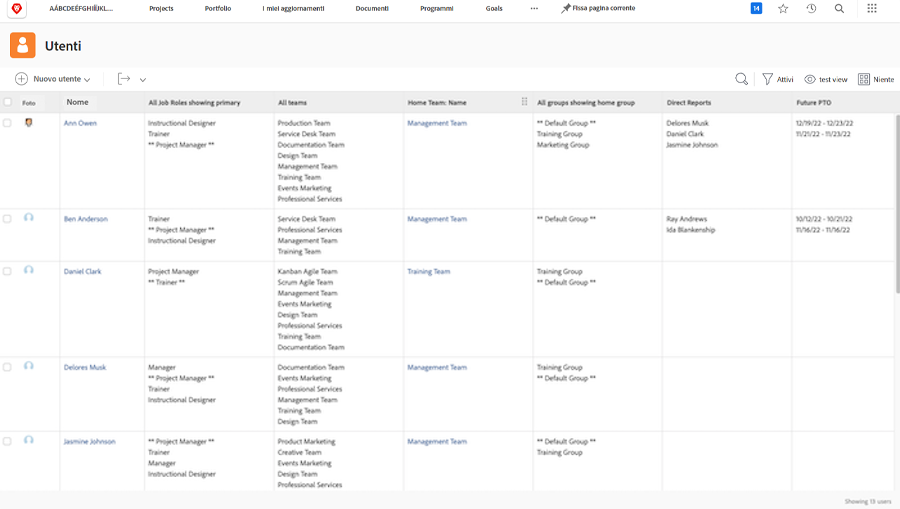 AÁBCDEÉFGHIÍJKL... Projects Portfolio I miei aggiornamenti Documenti Programmi Goals ... Fissa pagina corrente 14
Utenti
Nuovo utente Attivi test view Niente
Foto Nome All Job Roles showing primary All teams Home Team: Name All groups showing home group Direct Reports Future PTO
Ann Owen Instructional Designer Production Team Management Team ** Default Group ** Delores Musk 12/19/22 - 12/23/22
Trainer Service Desk Team Training Group Daniel Clark 11/21/22 - 11/23/22
** Project Manager ** Documentation Team Marketing Group Jasmine Johnson
Design Team
Management Team
Training Team
Events Marketing
Professional Services
Ben Anderson Trainer Service Desk Team Management Team ** Default Group ** Ray Andrews 10/12/22 - 10/21/22
** Project Manager ** Professional Services Ida Blankenship 11/16/22 - 11/16/22
Instructional Designer Management Team
Training Team
Daniel Clark Project Manager Kanban Agile Team Training Team Training Group
** Trainer ** Scrum Agile Team ** Default Group **
Management Team
Events Marketing
Design Team
Professional Services
Training Team
Documentation Team
Delores Musk Manager Documentation Team Management Team Training Group
** Project Manager ** Events Marketing ** Default Group **
Trainer Professional Services
Instructional Designer Management Team
Training Team
Design Team
Jasmine Johnson ** Project Manager ** Product Marketing Management Team ** Default Group **
Trainer Creative Team Training Group
Manager Events Marketing
Instructional Designer Design Team
Professional Services
Showing 13 users